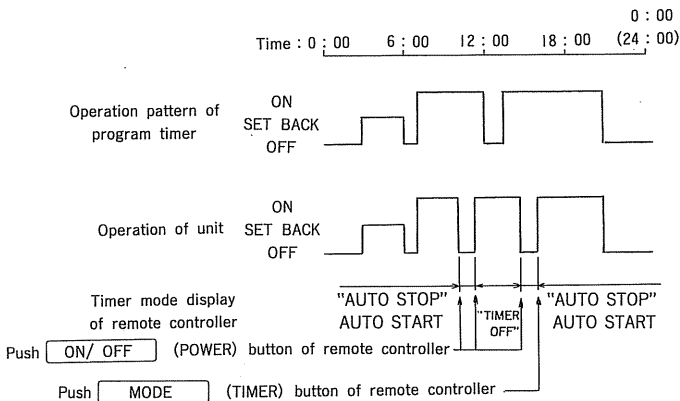 0 : 00
Time : 0 : 00 6 : 00 12 : 00 18 : 00 (24 : 00)
Operation pattern of program timer
ON
SET BACK
OFF
Operation of unit
ON
SET BACK
OFF
Timer mode display of remote controller
"AUTO STOP"
AUTO START
"TIMER OFF"
"AUTO STOP"
AUTO START
Push ON/ OFF (POWER) button of remote controller
Push MODE (TIMER) button of remote controller